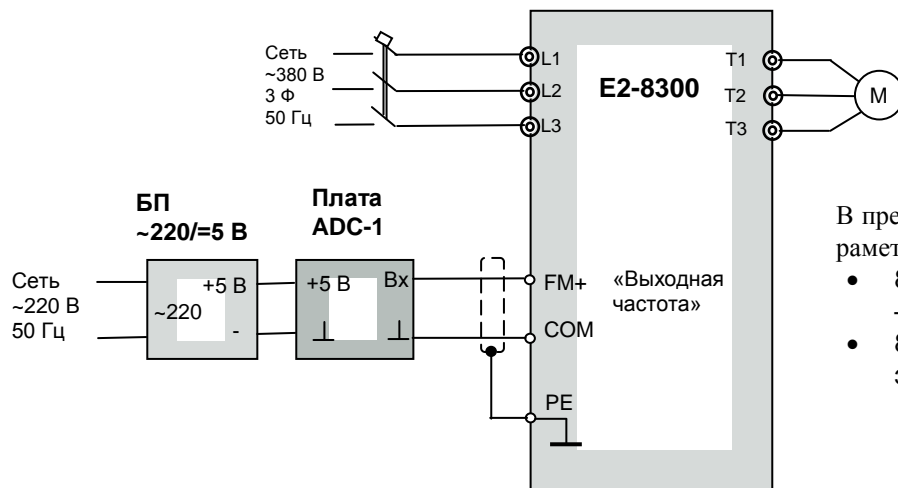 Сеть
~380 В
3 Ф
50 Гц
L1
L2
L3
E2-8300
T1
T2
T3
М
БП
~220/=5 В
Плата
ADC-1
Сеть
~220 В
50 Гц
~220
+5 В
-
+5 В
Вх
FM+
COM
PE
«Выходная
частота»
В пре
рамет
•
•